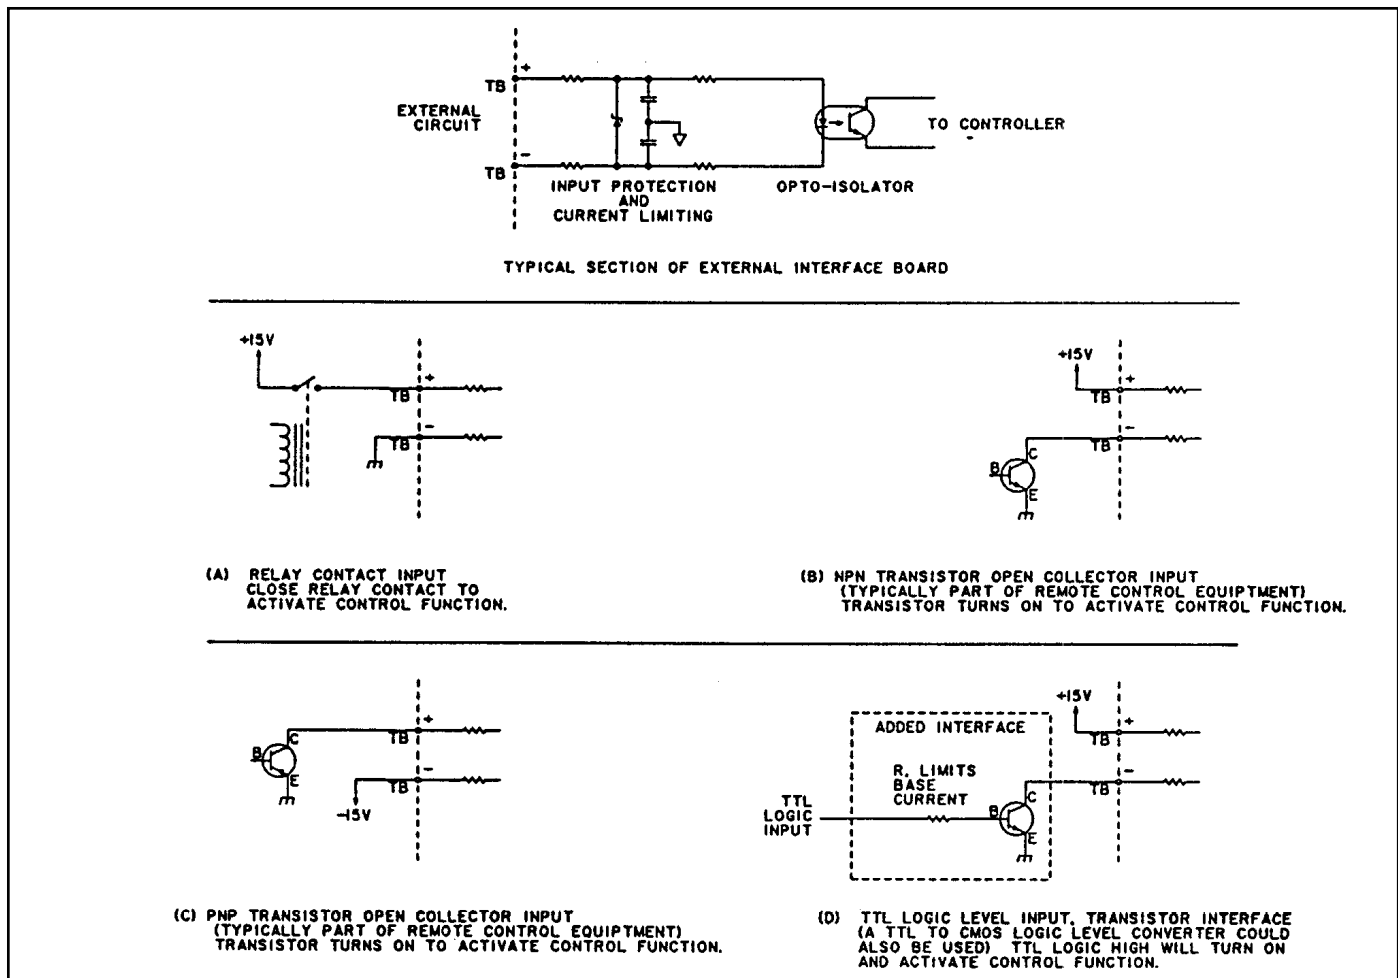 +
TB
EXTERNAL
CIRCUIT
TO CONTROLLER
-
TB
INPUT PROTECTION
AND
CURRENT LIMITING
OPTO-ISOLATOR
TYPICAL SECTION OF EXTERNAL INTERFACE BOARD
+15V
+
TB
-
TB
(A) RELAY CONTACT INPUT
CLOSE RELAY CONTACT TO
ACTIVATE CONTROL FUNCTION.
+15V
+
TB
-
TB
C
B
E
(B) NPN TRANSISTOR OPEN COLLECTOR INPUT
(TYPICALLY PART OF REMOTE CONTROL EQUIPTMENT)
TRANSISTOR TURNS ON TO ACTIVATE CONTROL FUNCTION.
+
TB
C
B
E
-
TB
-15V
(C) PNP TRANSISTOR OPEN COLLECTOR INPUT
(TYPICALLY PART OF REMOTE CONTROL EQUIPTMENT)
TRANSISTOR TURNS ON TO ACTIVATE CONTROL FUNCTION.
+15V
ADDED INTERFACE
+
TB
R, LIMITS
BASE
CURRENT
-
TB
C
B
E
TTL
LOGIC
INPUT
(D) TTL LOGIC LEVEL INPUT, TRANSISTOR INTERFACE
(A TTL TO CMOS LOGIC LEVEL CONVERTER COULD
ALSO BE USED) TTL LOGIC HIGH WILL TURN ON
AND ACTIVATE CONTROL FUNCTION.